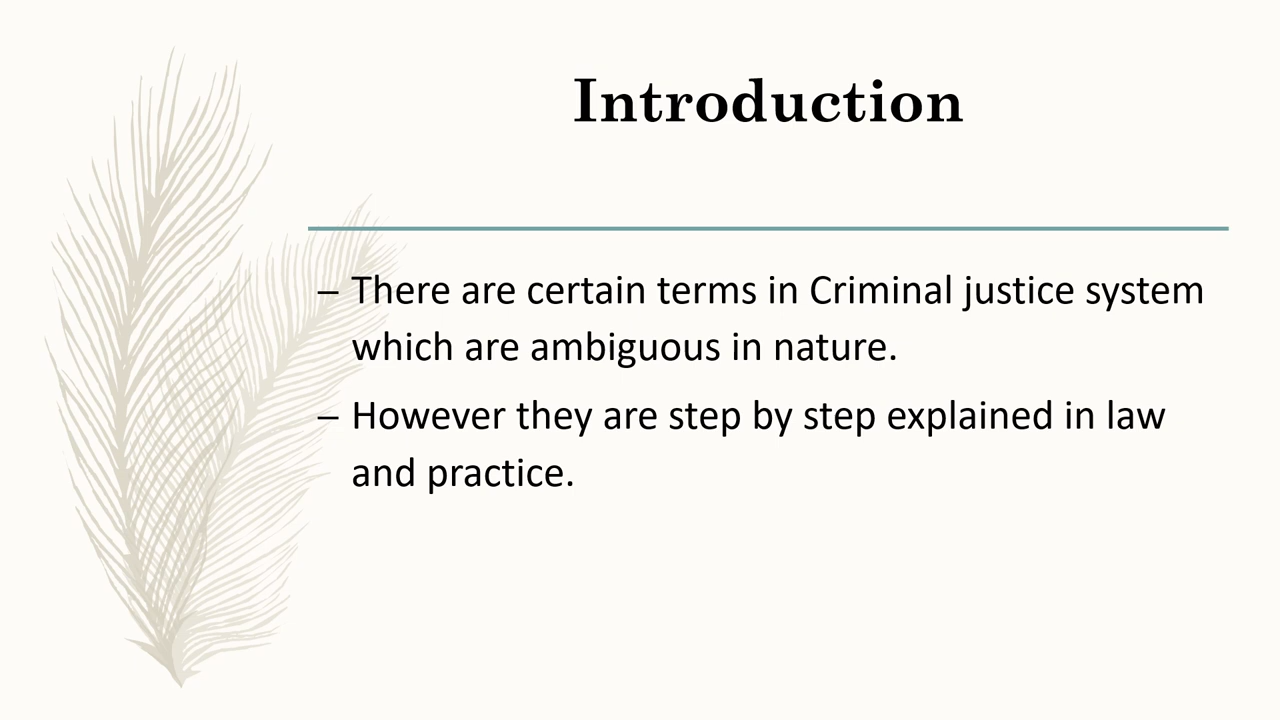 Introduction
– There are certain terms in Criminal justice system
which are ambiguous in nature.
– However they are step by step explained in law
and practice.